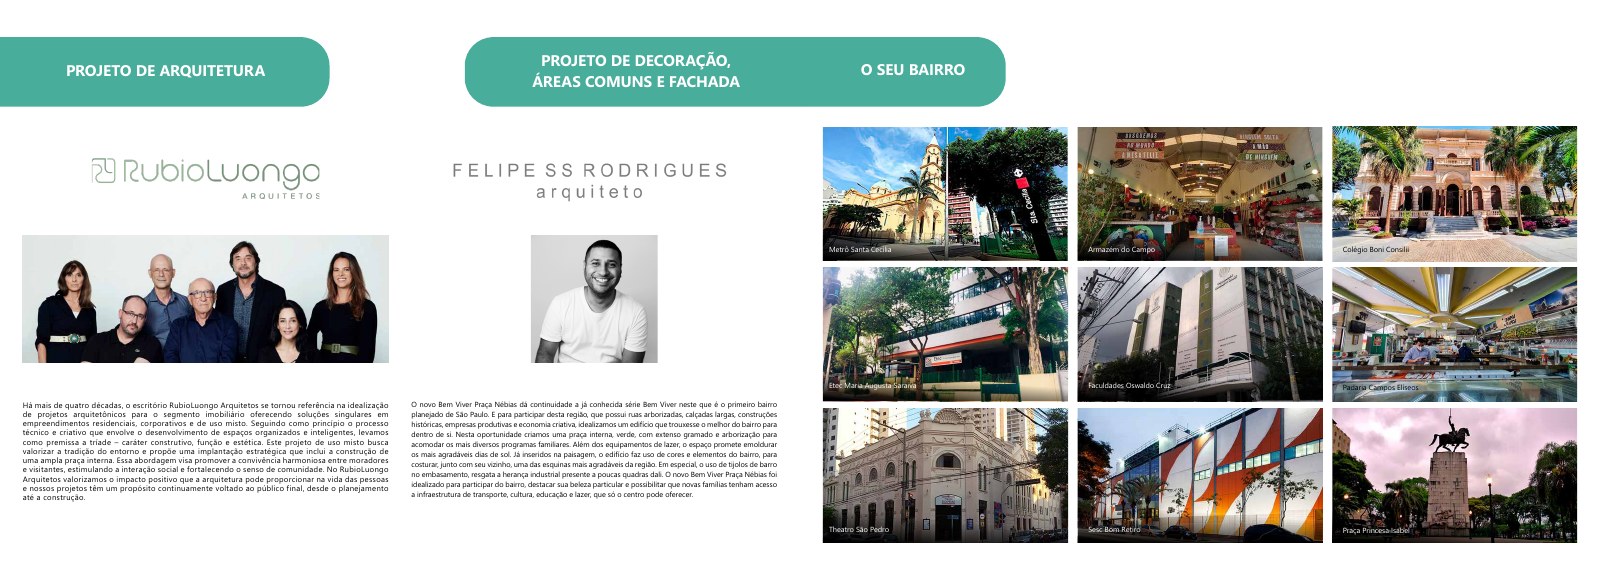 PROJETO DE ARQUITETURA
RubioLuongo
ARQUITETOS
Há mais de quatro décadas, o escritório RubioLuongo Arquitetos se tornou referência na idealização
de projetos arquitetônicos para o segmento imobiliário oferecendo soluções singulares em
empreendimentos residenciais, corporativos e de uso misto. Seguindo como princípio o processo
técnico e criativo que envolve o desenvolvimento de espaços organizados e inteligentes, levamos
como premissa a tríade – caráter construtivo, função e estética. Este projeto de uso misto busca
valorizar a tradição do entorno e propõe uma implantação estratégica que inclui a construção de
uma ampla praça interna. Essa abordagem visa promover a convivência harmoniosa entre moradores
e visitantes, estimulando a interação social e fortalecendo o senso de comunidade. No RubioLuongo
Arquitetos valorizamos o impacto positivo que a arquitetura pode proporcionar na vida das pessoas
e nossos projetos têm um propósito continuamente voltado ao público final, desde o planejamento
até a construção.
PROJETO DE DECORAÇÃO,
ÁREAS COMUNS E FACHADA
FELIPE SS RODRIGUES
arquiteto
O novo Bem Viver Praça Nébias dá continuidade a já conhecida série Bem Viver neste que é o primeiro bairro
planejado de São Paulo. E para participar desta região, que possui ruas arborizadas, calçadas largas, construções
históricas, empresas produtivas e economia criativa, idealizamos um edifício que trouxesse o melhor do bairro para
dentro de si. Nesta oportunidade criamos uma praça interna, verde, com extenso gramado e arborização para
acomodar os mais diversos programas familiares. Além dos equipamentos de lazer, o espaço promete emoldurar
os mais agradáveis dias de sol. Já inseridos na paisagem, o edifício faz uso de cores e elementos do bairro, para
costurar, junto com seu vizinho, uma das esquinas mais agradáveis da região. Em especial, o uso de tijolos de barro
no embasamento, resgata a herança industrial presente a poucas quadras dali. O novo Bem Viver Praça Nébias foi
idealizado para participar do bairro, destacar sua beleza particular e possibilitar que novas famílias tenham acesso
a infraestrutura de transporte, cultura, educação e lazer, que só o centro pode oferecer.
O SEU BAIRRO
Sta Cecília
Metrô Santa Cecília
OCUPEMOS
AO MUNDO
A MESA FELIZ
NINGUÉM SOLTA
A MÃO
DE NINGUÉM
Armazém do Campo
Colégio Boni Consilii
Etec Maria Augusta Saraiva
Faculdades Oswaldo Cruz
Padaria Campos Elíseos
Theatro São Pedro
Sesc Bom Retiro
Praça Princesa Isabel